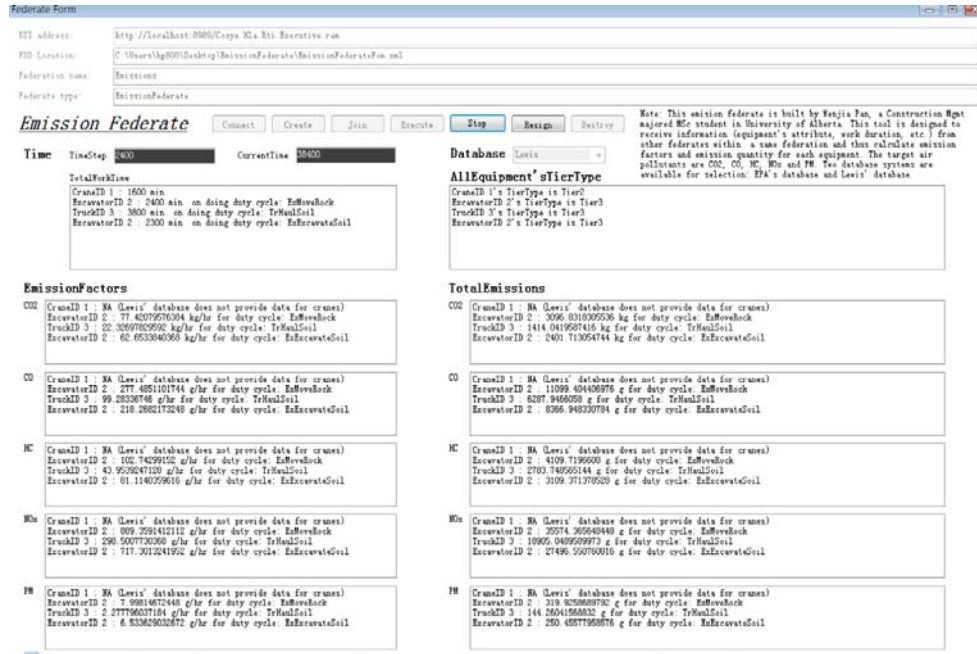 Federate Form
RTI address: http://localhost:8989/Cosye.Hla.Rti.Executive.rem
FDD Location: C:\Users\hp800\Desktop\EmissionFederate\EmissionFederateFom.xml
Federation name: Emissions
Federate type: EmissionFederate
Emission Federate Connect Create Join Execute Stop Resign Destroy
Note: This emision federate is built by Wenjia Pan, a Construction Mgmt
majored MSc student in University of Alberta. This tool is designed to
receive information (equipment's attribute, work duration, etc.) from
other federates within a same federation and thus calculate emission
factors and emission quantity for each equipment. The target air
pollutants are CO2, CO, HC, NOx and PM. Two database systems are
available for selection: EPA's database and Lewis' database.
Time TimeStep 2400 CurrentTime 38400
Database Lewis
TotalWorkTime
CraneID 1 : 1600 min
ExcavatorID 2 : 2400 min on doing duty cycle: ExMoveRock
TruckID 3 : 3800 min on doing duty cycle: TrHaulSoil
ExcavatorID 2 : 2300 min on doing duty cycle: ExExcavateSoil
AllEquipment'sTierType
CraneID 1's TierType is Tier2
ExcavatorID 2's TierType is Tier3
TruckID 3's TierType is Tier3
ExcavatorID 2's TierType is Tier3
EmissionFactors
CO2
CraneID 1 : NA (Lewis' database does not provide data for cranes)
ExcavatorID 2 : 77.42079576384 kg/hr for duty cycle: ExMoveRock
TruckID 3 : 22.32697829592 kg/hr for duty cycle: TrHaulSoil
ExcavatorID 2 : 62.6533840368 kg/hr for duty cycle: ExExcavateSoil
CO
CraneID 1 : NA (Lewis' database does not provide data for cranes)
ExcavatorID 2 : 277.4851101744 g/hr for duty cycle: ExMoveRock
TruckID 3 : 99.28336746 g/hr for duty cycle: TrHaulSoil
ExcavatorID 2 : 218.2682173248 g/hr for duty cycle: ExExcavateSoil
HC
CraneID 1 : NA (Lewis' database does not provide data for cranes)
ExcavatorID 2 : 102.74299152 g/hr for duty cycle: ExMoveRock
TruckID 3 : 43.9539247128 g/hr for duty cycle: TrHaulSoil
ExcavatorID 2 : 81.1140359616 g/hr for duty cycle: ExExcavateSoil
NOx
CraneID 1 : NA (Lewis' database does not provide data for cranes)
ExcavatorID 2 : 889.3591412112 g/hr for duty cycle: ExMoveRock
TruckID 3 : 298.5007730368 g/hr for duty cycle: TrHaulSoil
ExcavatorID 2 : 717.3013241952 g/hr for duty cycle: ExExcavateSoil
PM
CraneID 1 : NA (Lewis' database does not provide data for cranes)
ExcavatorID 2 : 7.99814672448 g/hr for duty cycle: ExMoveRock
TruckID 3 : 2.277796037184 g/hr for duty cycle: TrHaulSoil
ExcavatorID 2 : 6.533629032672 g/hr for duty cycle: ExExcavateSoil
TotalEmissions
CO2
CraneID 1 : NA (Lewis' database does not provide data for cranes)
ExcavatorID 2 : 3096.8318305536 kg for duty cycle: ExMoveRock
TruckID 3 : 1414.0419587416 kg for duty cycle: TrHaulSoil
ExcavatorID 2 : 2401.713054744 kg for duty cycle: ExExcavateSoil
CO
CraneID 1 : NA (Lewis' database does not provide data for cranes)
ExcavatorID 2 : 11099.404406976 g for duty cycle: ExMoveRock
TruckID 3 : 6287.9466058 g for duty cycle: TrHaulSoil
ExcavatorID 2 : 8366.948330784 g for duty cycle: ExExcavateSoil
HC
CraneID 1 : NA (Lewis' database does not provide data for cranes)
ExcavatorID 2 : 4109.7196608 g for duty cycle: ExMoveRock
TruckID 3 : 2783.748565144 g for duty cycle: TrHaulSoil
ExcavatorID 2 : 3109.371378528 g for duty cycle: ExExcavateSoil
NOx
CraneID 1 : NA (Lewis' database does not provide data for cranes)
ExcavatorID 2 : 35574.365648448 g for duty cycle: ExMoveRock
TruckID 3 : 18905.0489589973 g for duty cycle: TrHaulSoil
ExcavatorID 2 : 27496.550760816 g for duty cycle: ExExcavateSoil
PM
CraneID 1 : NA (Lewis' database does not provide data for cranes)
ExcavatorID 2 : 319.9258689792 g for duty cycle: ExMoveRock
TruckID 3 : 144.26041568832 g for duty cycle: TrHaulSoil
ExcavatorID 2 : 250.45577958576 g for duty cycle: ExExcavateSoil